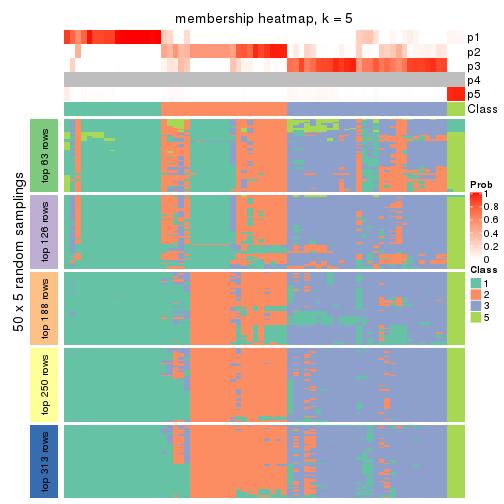 membership heatmap, k = 5
p1
p2
p3
p4
p5
Class
50 x 5 random samplings
top 63 rows
top 126 rows
top 188 rows
top 250 rows
top 313 rows
Prob
1
0.8
0.6
0.4
0.2
0
Class
1
2
3
5